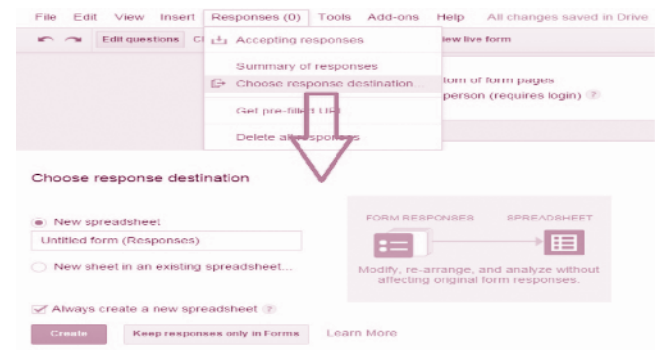 File Edit View Insert Responses (0) Tools Add-ons Help All changes saved in Drive
Edit questions
Accepting responses
iew live form
Summary of responses
Choose response destination...
tom of form pages
person (requires login) ?
Get pre-filled URL
Delete all responses
Choose response destination
New spreadsheet
Untitled form (Responses)
New sheet in an existing spreadsheet...
FORM RESPONSES SPREADSHEET
Modify, re-arrange, and analyze without
affecting original form responses.
Always create a new spreadsheet ?
Create Keep responses only in Forms Learn More